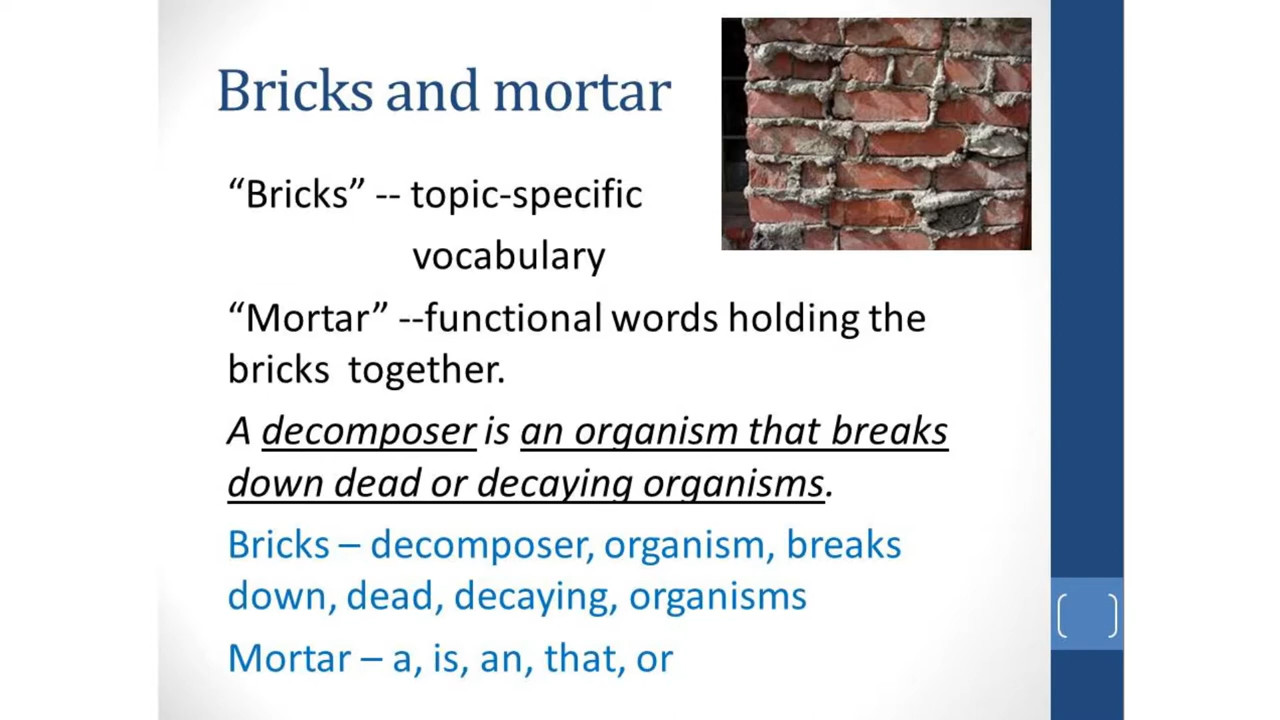 Bricks and mortar
“Bric” -- topic-specific
vocabulary
“Mortar” --functional words holding the
bricks together.
A decomposer is an organism that breaks
down dead or decaying organisms.
Bricks – decomposer, organism, breaks
down, dead, decaying, organisms
Mortar – a, is, an, that, or